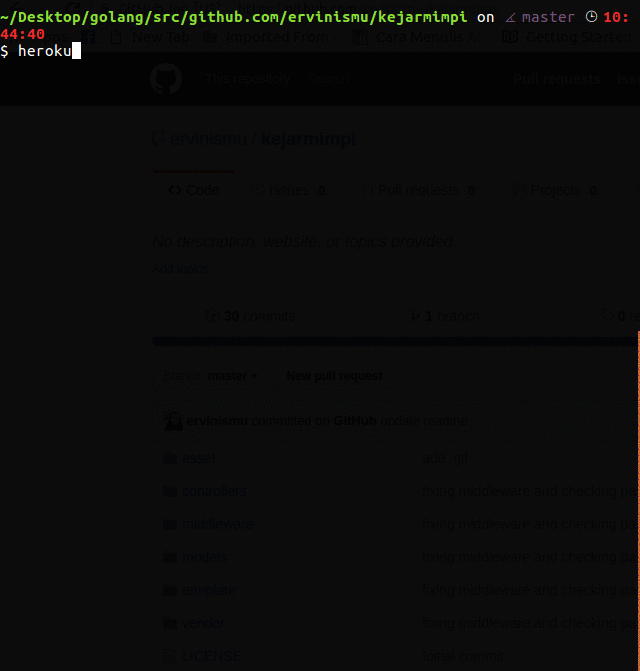 ~/Desktop/golang/src/github.com/ervinismu/kejarmimpi on master 10:
44:40
$ heroku
New Tab Imported From Cara Menulis Getting Started
This repository Search Pull requests Iss
ervinismu / kejarmimpi
Code Issues 0 Pull requests 0 Projects 0
No description, website, or topics provided.
Add topics
30 commits 1 branch 0
Branch: master New pull request
ervinismu committed on GitHub update readme
asset add .gif
controllers fixing middleware and checking
middleware fixing middleware and checking
models fixing middleware and checking
template fixing middleware and checking
vendor fixing middleware and checking
LICENSE Initial commit